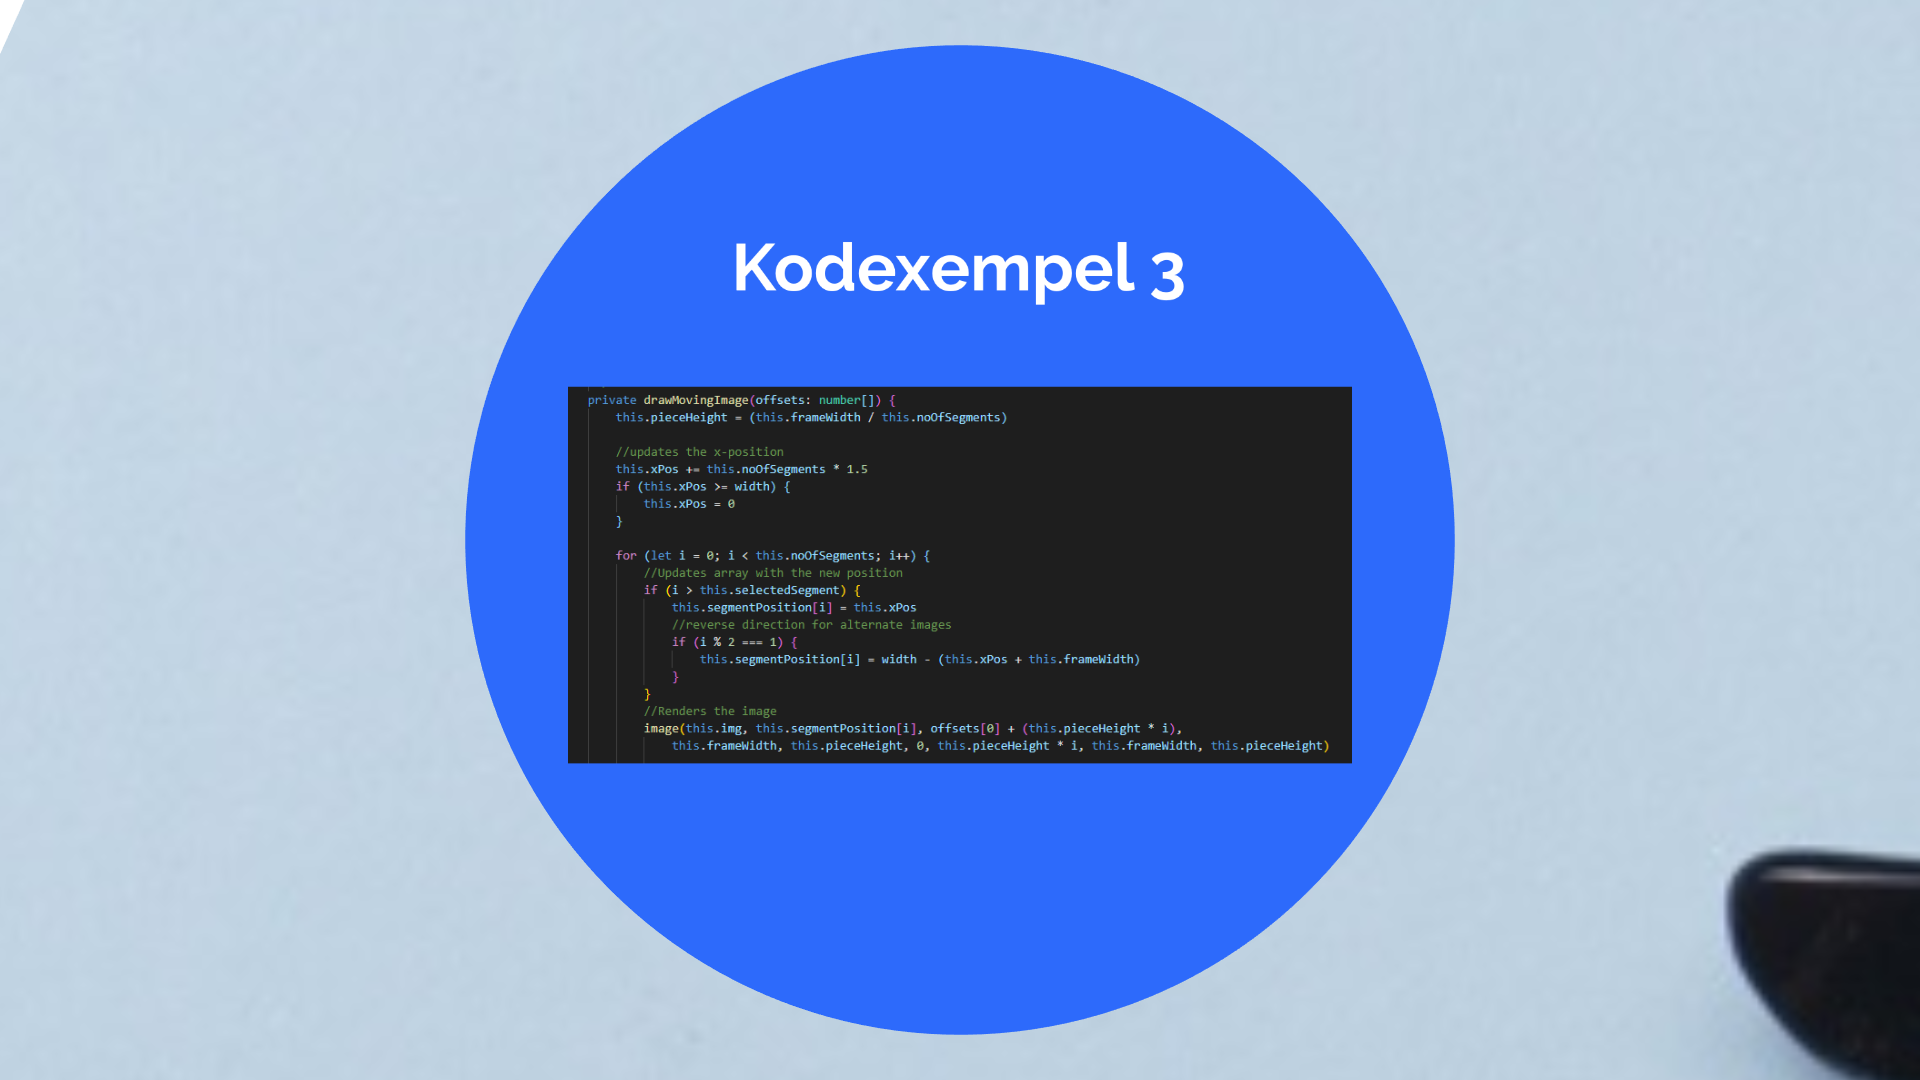 Kodexempel 3
private drawMovingImage(offsets: number[]) {
this.pieceHeight = (this.frameWidth / this.noOfSegments)
//updates the x-position
this.xPos += this.noOfSegments * 1.5
if (this.xPos >= width) {
this.xPos = 0
}
for (let i = 0; i < this.noOfSegments; i++) {
//Updates array with the new position
if (i > this.selectedSegment) {
this.segmentPosition[i] = this.xPos
//reverse direction for alternate images
if (i % 2 === 1) {
this.segmentPosition[i] = width - (this.xPos + this.frameWidth)
}
}
//Renders the image
image(this.img, this.segmentPosition[i], offsets[0] + (this.pieceHeight * i),
this.frameWidth, this.pieceHeight, 0, this.pieceHeight * i, this.frameWidth, this.pieceHeight)